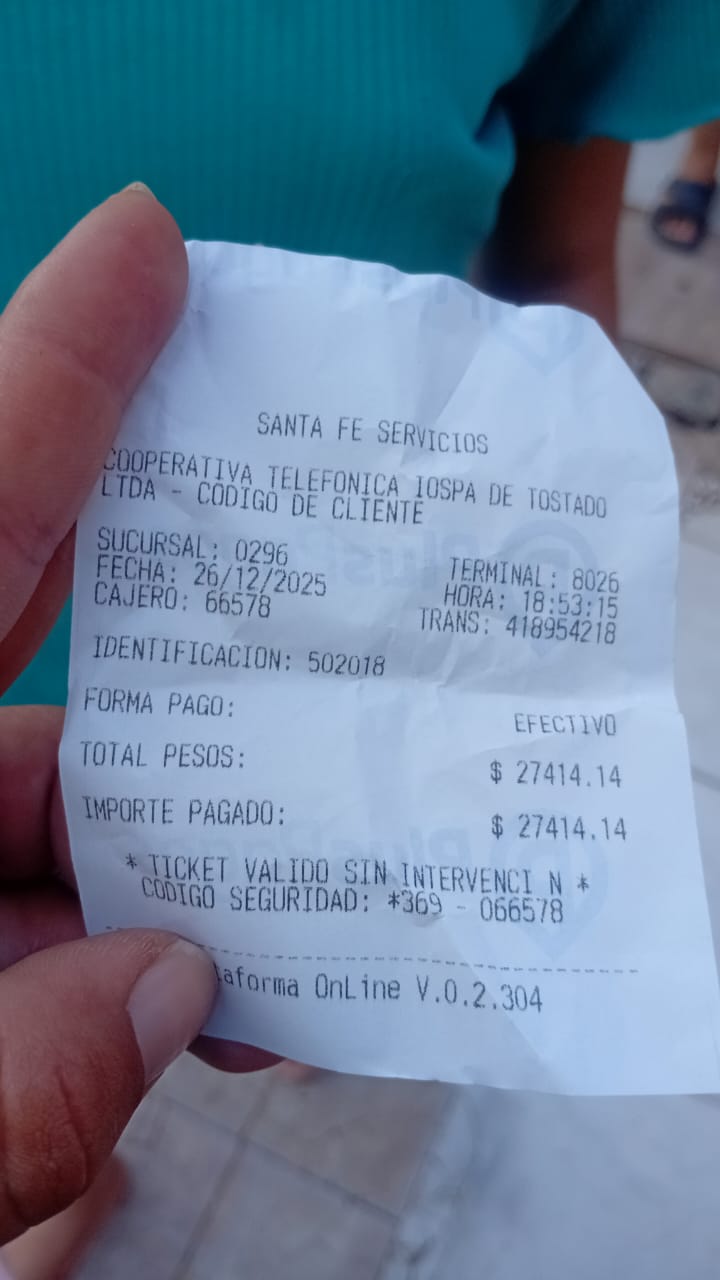 SANTA FE SERVICIOS
COOPERATIVA TELEFONICA IOSPA DE TOSTADO
LTDA - CODIGO DE CLIENTE
SUCURSAL: 0296 TERMINAL: 8026
FECHA: 26/12/2025 HORA: 18:53:15
CAJERO: 66578 TRANS: 418954218
IDENTIFICACION: 502018
FORMA PAGO: EFECTIVO
TOTAL PESOS: $ 27414.14
IMPORTE PAGADO: $ 27414.14
* TICKET VALIDO SIN INTERVENCI N *
CODIGO SEGURIDAD: *369 - 066578
taforma OnLine V.0.2.304